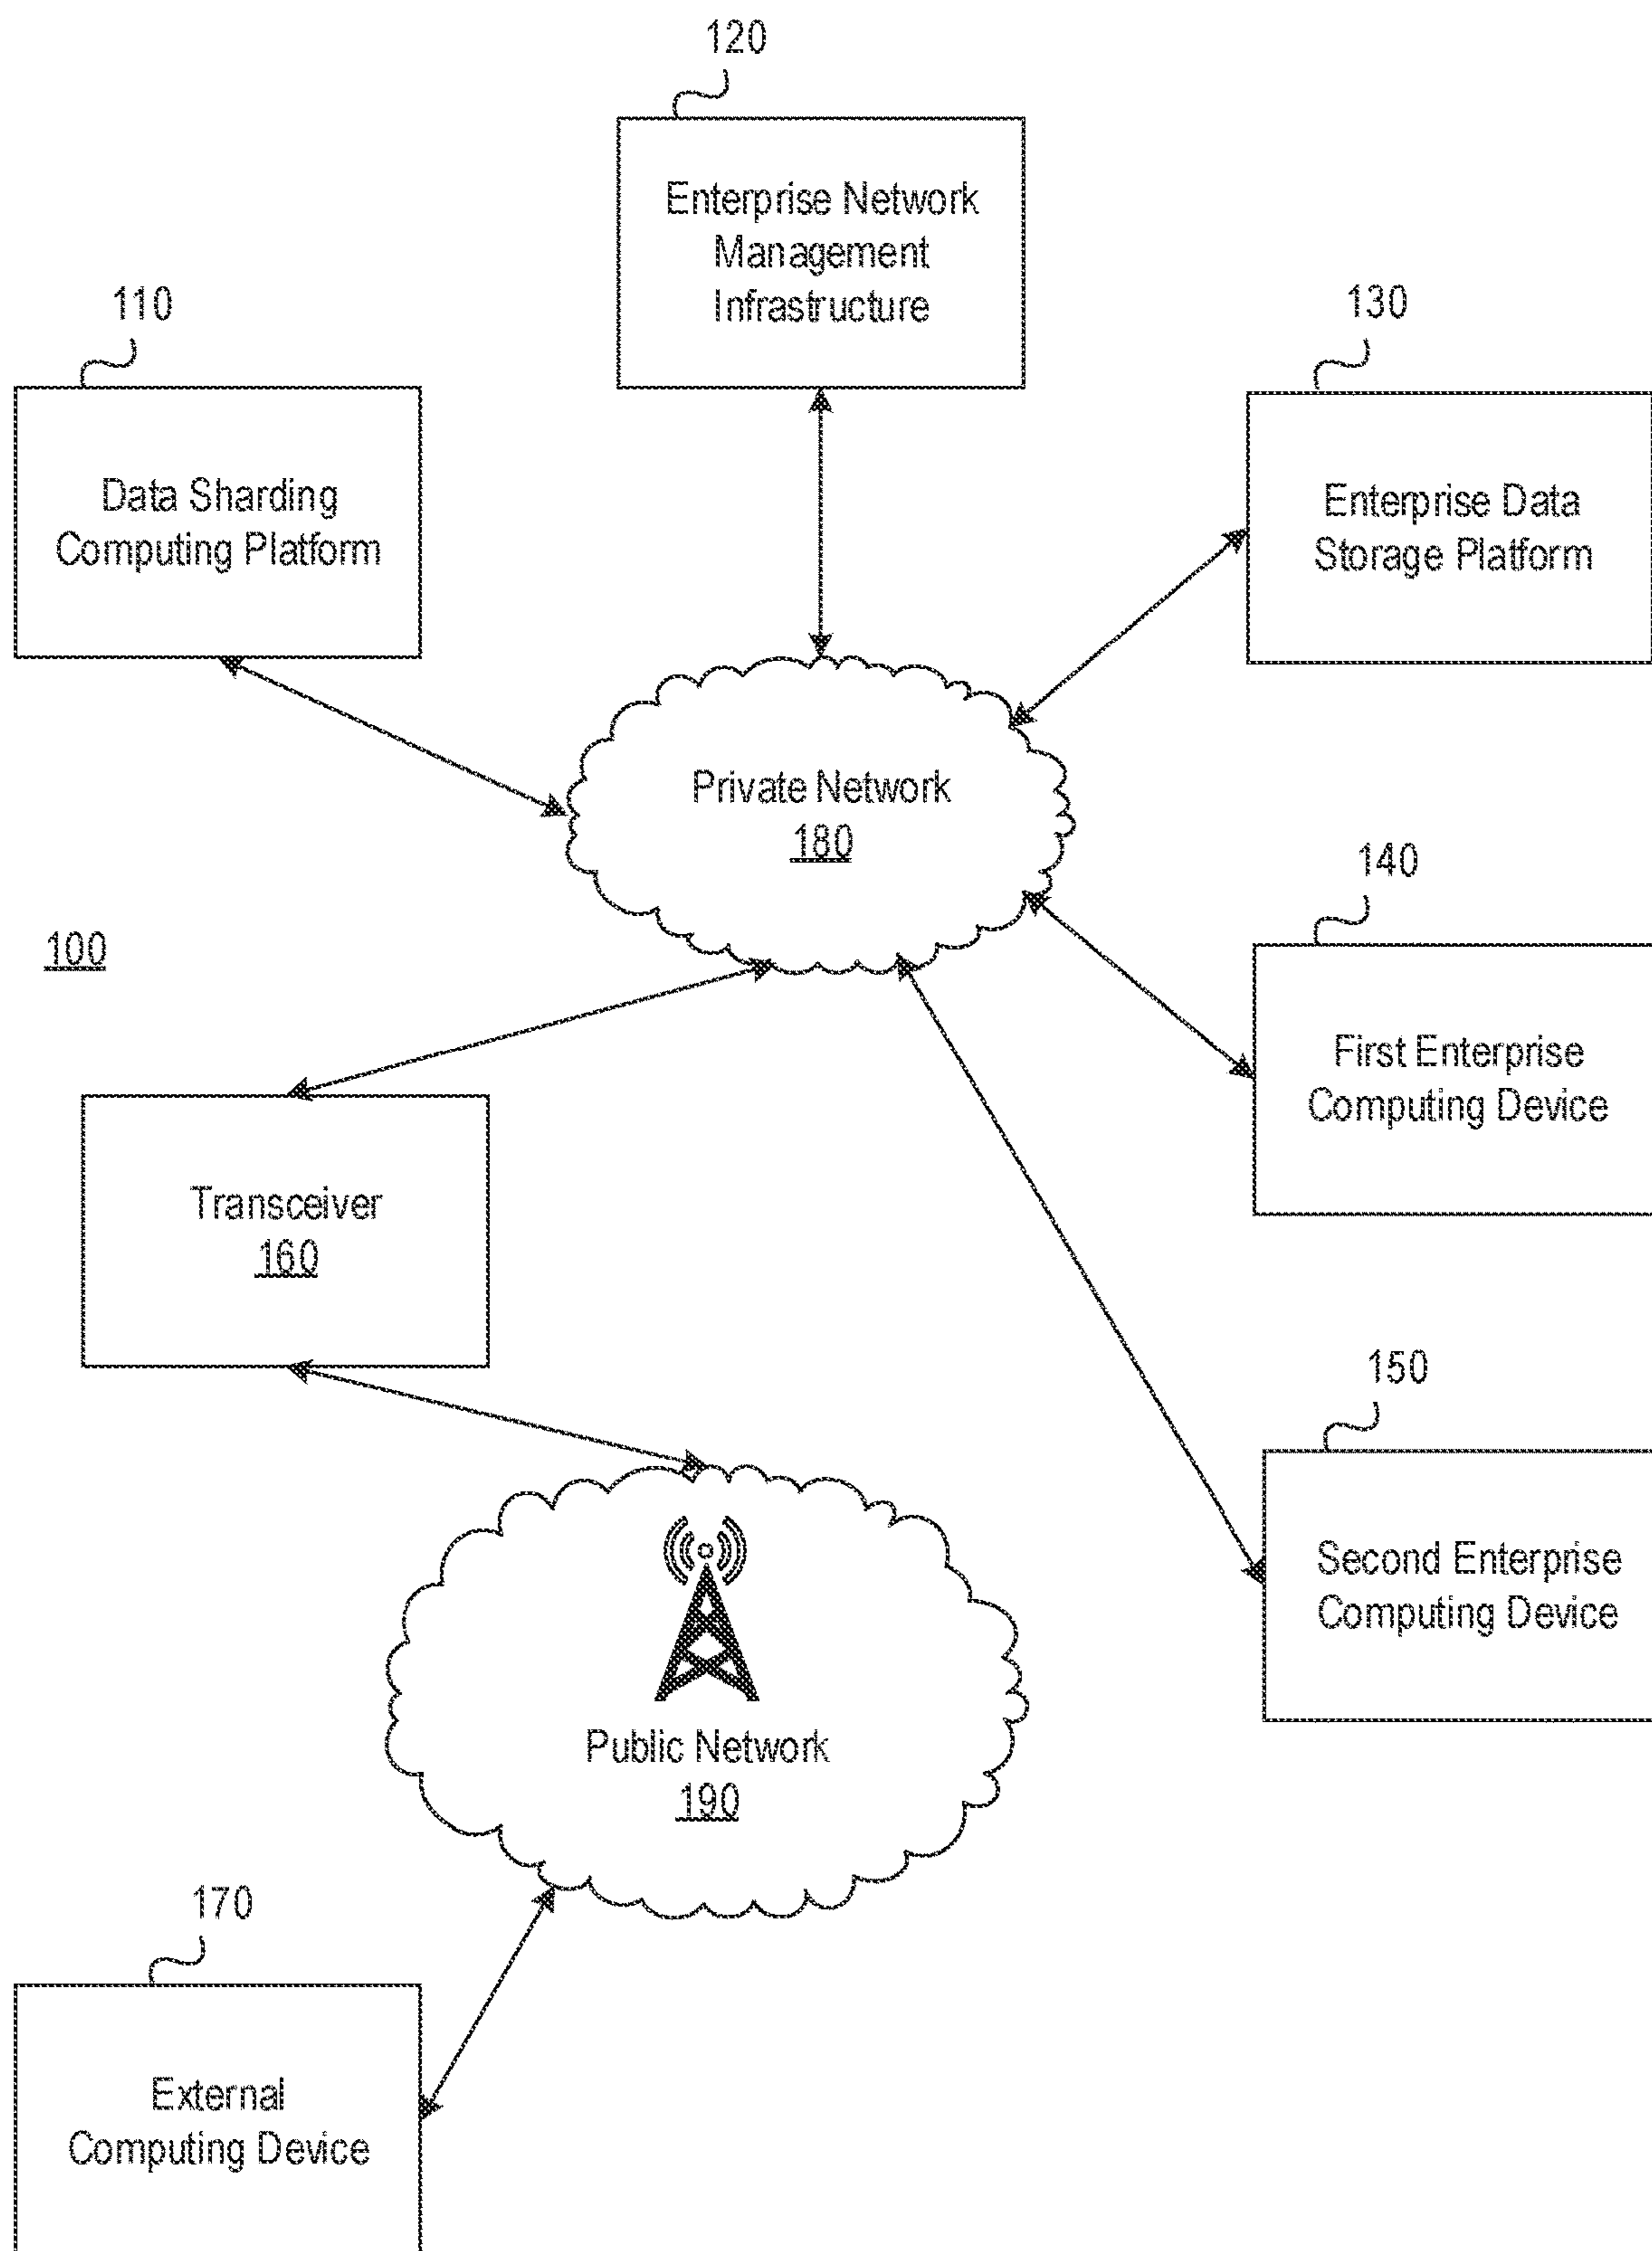 120
Enterprise Network
Management
Infrastructure
110
Data Sharding
Computing Platform
130
Enterprise Data
Storage Platform
Private Network
180
140
First Enterprise
Computing Device
100
Transceiver
160
150
Second Enterprise
Computing Device
Public Network
190
170
External
Computing Device